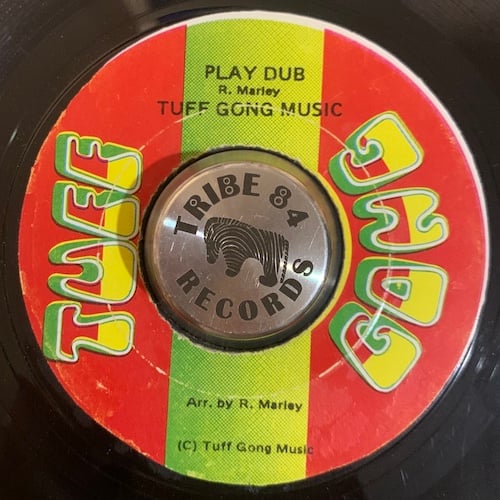 PLAY DUB
R. Marley
TUFF GONG MUSIC
TUFF
GONG
TRIBE 84
RECORDS
Arr. by R. Marley
(C) Tuff Gong Music